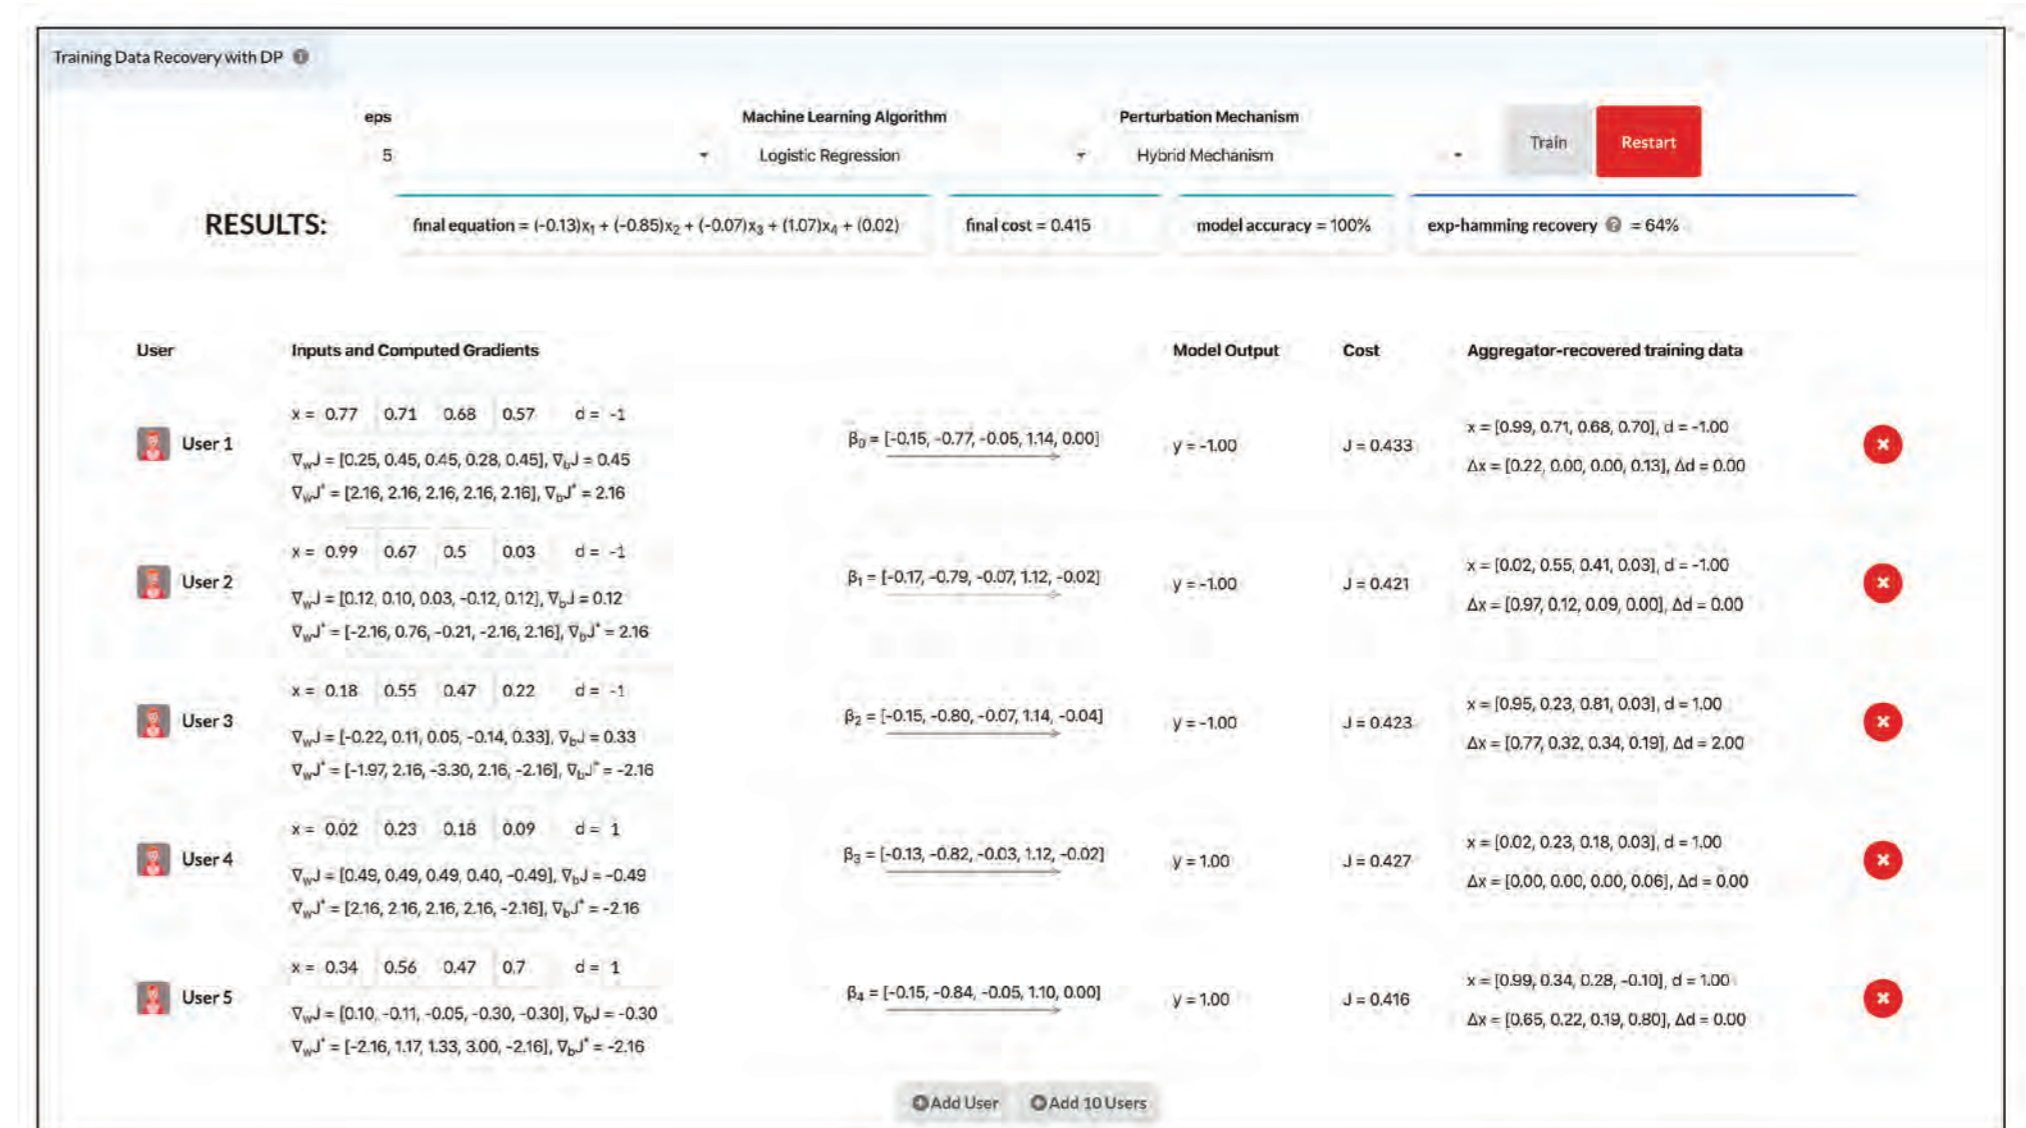 Training Data Recovery with DP
eps
Machine Learning Algorithm
Perturbation Mechanism
5
Logistic Regression
Hybrid Mechanism
Train
Restart
RESULTS:
final equation = (-0.13)x₁ + (-0.85)x₂ + (-0.07)x₃ + (1.07)x₄ + (0.02)
final cost = 0.415
model accuracy = 100%
exp-hamming recovery ? = 64%
User
Inputs and Computed Gradients
Model Output
Cost
Aggregator-recovered training data
User 1
x = 0.77 0.71 0.68 0.57 d = -1
∇wJ = [0.25, 0.45, 0.45, 0.28, 0.45], ∇bJ = 0.45
∇wJ* = [2.16, 2.16, 2.16, 2.16, 2.16], ∇bJ* = 2.16
β₀ = [-0.15, -0.77, -0.05, 1.14, 0.00]
y = -1.00
J = 0.433
x = [0.99, 0.71, 0.68, 0.70], d = -1.00
Δx = [0.22, 0.00, 0.00, 0.13], Δd = 0.00
User 2
x = 0.99 0.67 0.5 0.03 d = -1
∇wJ = [0.12, 0.10, 0.03, -0.12, 0.12], ∇bJ = 0.12
∇wJ* = [-2.16, 0.76, -0.21, -2.16, 2.16], ∇bJ* = 2.16
β₁ = [-0.17, -0.79, -0.07, 1.12, -0.02]
y = -1.00
J = 0.421
x = [0.02, 0.55, 0.41, 0.03], d = -1.00
Δx = [0.97, 0.12, 0.09, 0.00], Δd = 0.00
User 3
x = 0.18 0.55 0.47 0.22 d = -1
∇wJ = [-0.22, 0.11, 0.05, -0.14, 0.33], ∇bJ = 0.33
∇wJ* = [-1.97, 2.16, -3.30, 2.16, -2.16], ∇bJ* = -2.16
β₂ = [-0.15, -0.80, -0.07, 1.14, -0.04]
y = -1.00
J = 0.423
x = [0.95, 0.23, 0.81, 0.03], d = 1.00
Δx = [0.77, 0.32, 0.34, 0.19], Δd = 2.00
User 4
x = 0.02 0.23 0.18 0.09 d = 1
∇wJ = [0.49, 0.49, 0.49, 0.40, -0.49], ∇bJ = -0.49
∇wJ* = [2.16, 2.16, 2.16, 2.16, -2.16], ∇bJ* = -2.16
β₃ = [-0.13, -0.82, -0.03, 1.12, -0.02]
y = 1.00
J = 0.427
x = [0.02, 0.23, 0.18, 0.03], d = 1.00
Δx = [0.00, 0.00, 0.00, 0.06], Δd = 0.00
User 5
x = 0.34 0.56 0.47 0.7 d = 1
∇wJ = [0.10, -0.11, -0.05, -0.30, -0.30], ∇bJ = -0.30
∇wJ* = [-2.16, 1.17, 1.33, 3.00, -2.16], ∇bJ* = -2.16
β₄ = [-0.15, -0.84, -0.05, 1.10, 0.00]
y = 1.00
J = 0.416
x = [0.99, 0.34, 0.28, -0.10], d = 1.00
Δx = [0.65, 0.22, 0.19, 0.80], Δd = 0.00
Add User
Add 10 Users